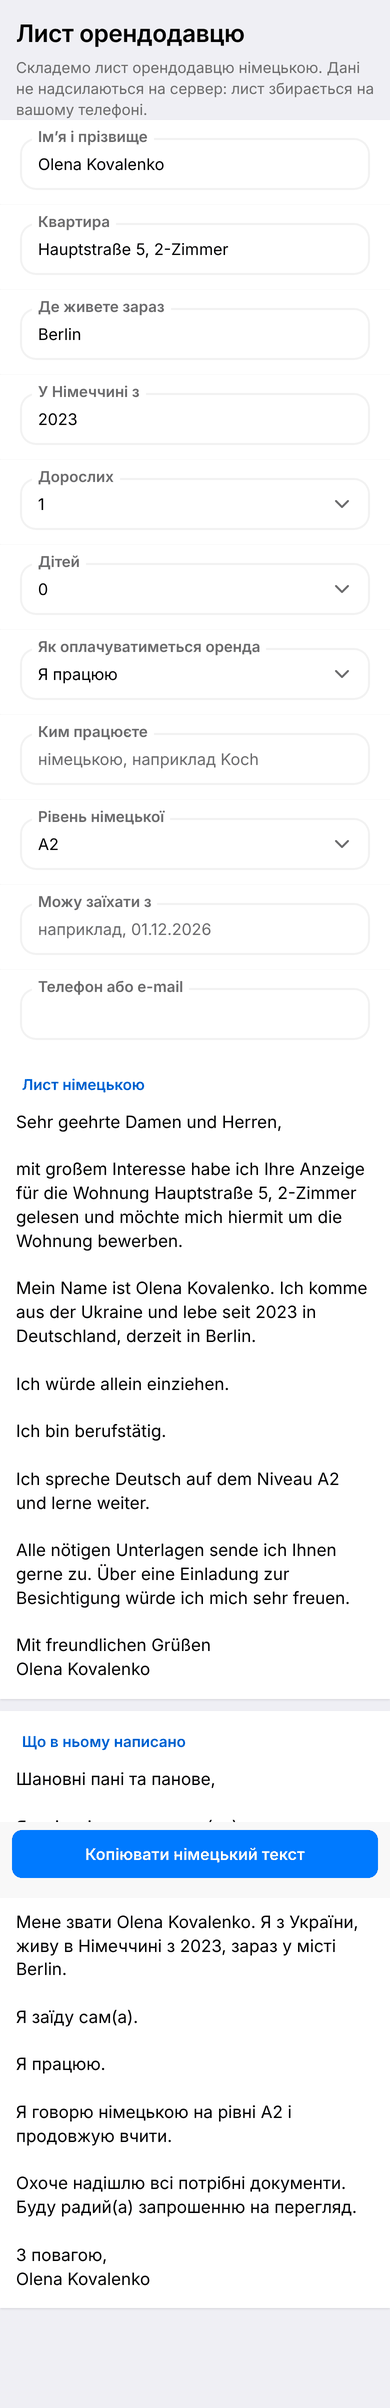 Лист орендодавцю
Складемо лист орендодавцю німецькою. Дані
не надсилаються на сервер: лист збирається на
вашому телефоні.
Ім’я і прізвище
Olena Kovalenko
Квартира
Hauptstraße 5, 2-Zimmer
Де живете зараз
Berlin
У Німеччині з
2023
Дорослих
1
Дітей
0
Як оплачуватиметься оренда
Я працюю
Ким працюєте
німецькою, наприклад Koch
Рівень німецької
A2
Можу заїхати з
наприклад, 01.12.2026
Телефон або e-mail
Лист німецькою
Sehr geehrte Damen und Herren,
mit großem Interesse habe ich Ihre Anzeige
für die Wohnung Hauptstraße 5, 2-Zimmer
gelesen und möchte mich hiermit um die
Wohnung bewerben.
Mein Name ist Olena Kovalenko. Ich komme
aus der Ukraine und lebe seit 2023 in
Deutschland, derzeit in Berlin.
Ich würde allein einziehen.
Ich bin berufstätig.
Ich spreche Deutsch auf dem Niveau A2
und lerne weiter.
Alle nötigen Unterlagen sende ich Ihnen
gerne zu. Über eine Einladung zur
Besichtigung würde ich mich sehr freuen.
Mit freundlichen Grüßen
Olena Kovalenko
Що в ньому написано
Шановні пані та панове,
Копіювати німецький текст
Мене звати Olena Kovalenko. Я з України,
живу в Німеччині з 2023, зараз у місті
Berlin.
Я заїду сам(а).
Я працюю.
Я говорю німецькою на рівні A2 і
продовжую вчити.
Охоче надішлю всі потрібні документи.
Буду радий(а) запрошенню на перегляд.
З повагою,
Olena Kovalenko